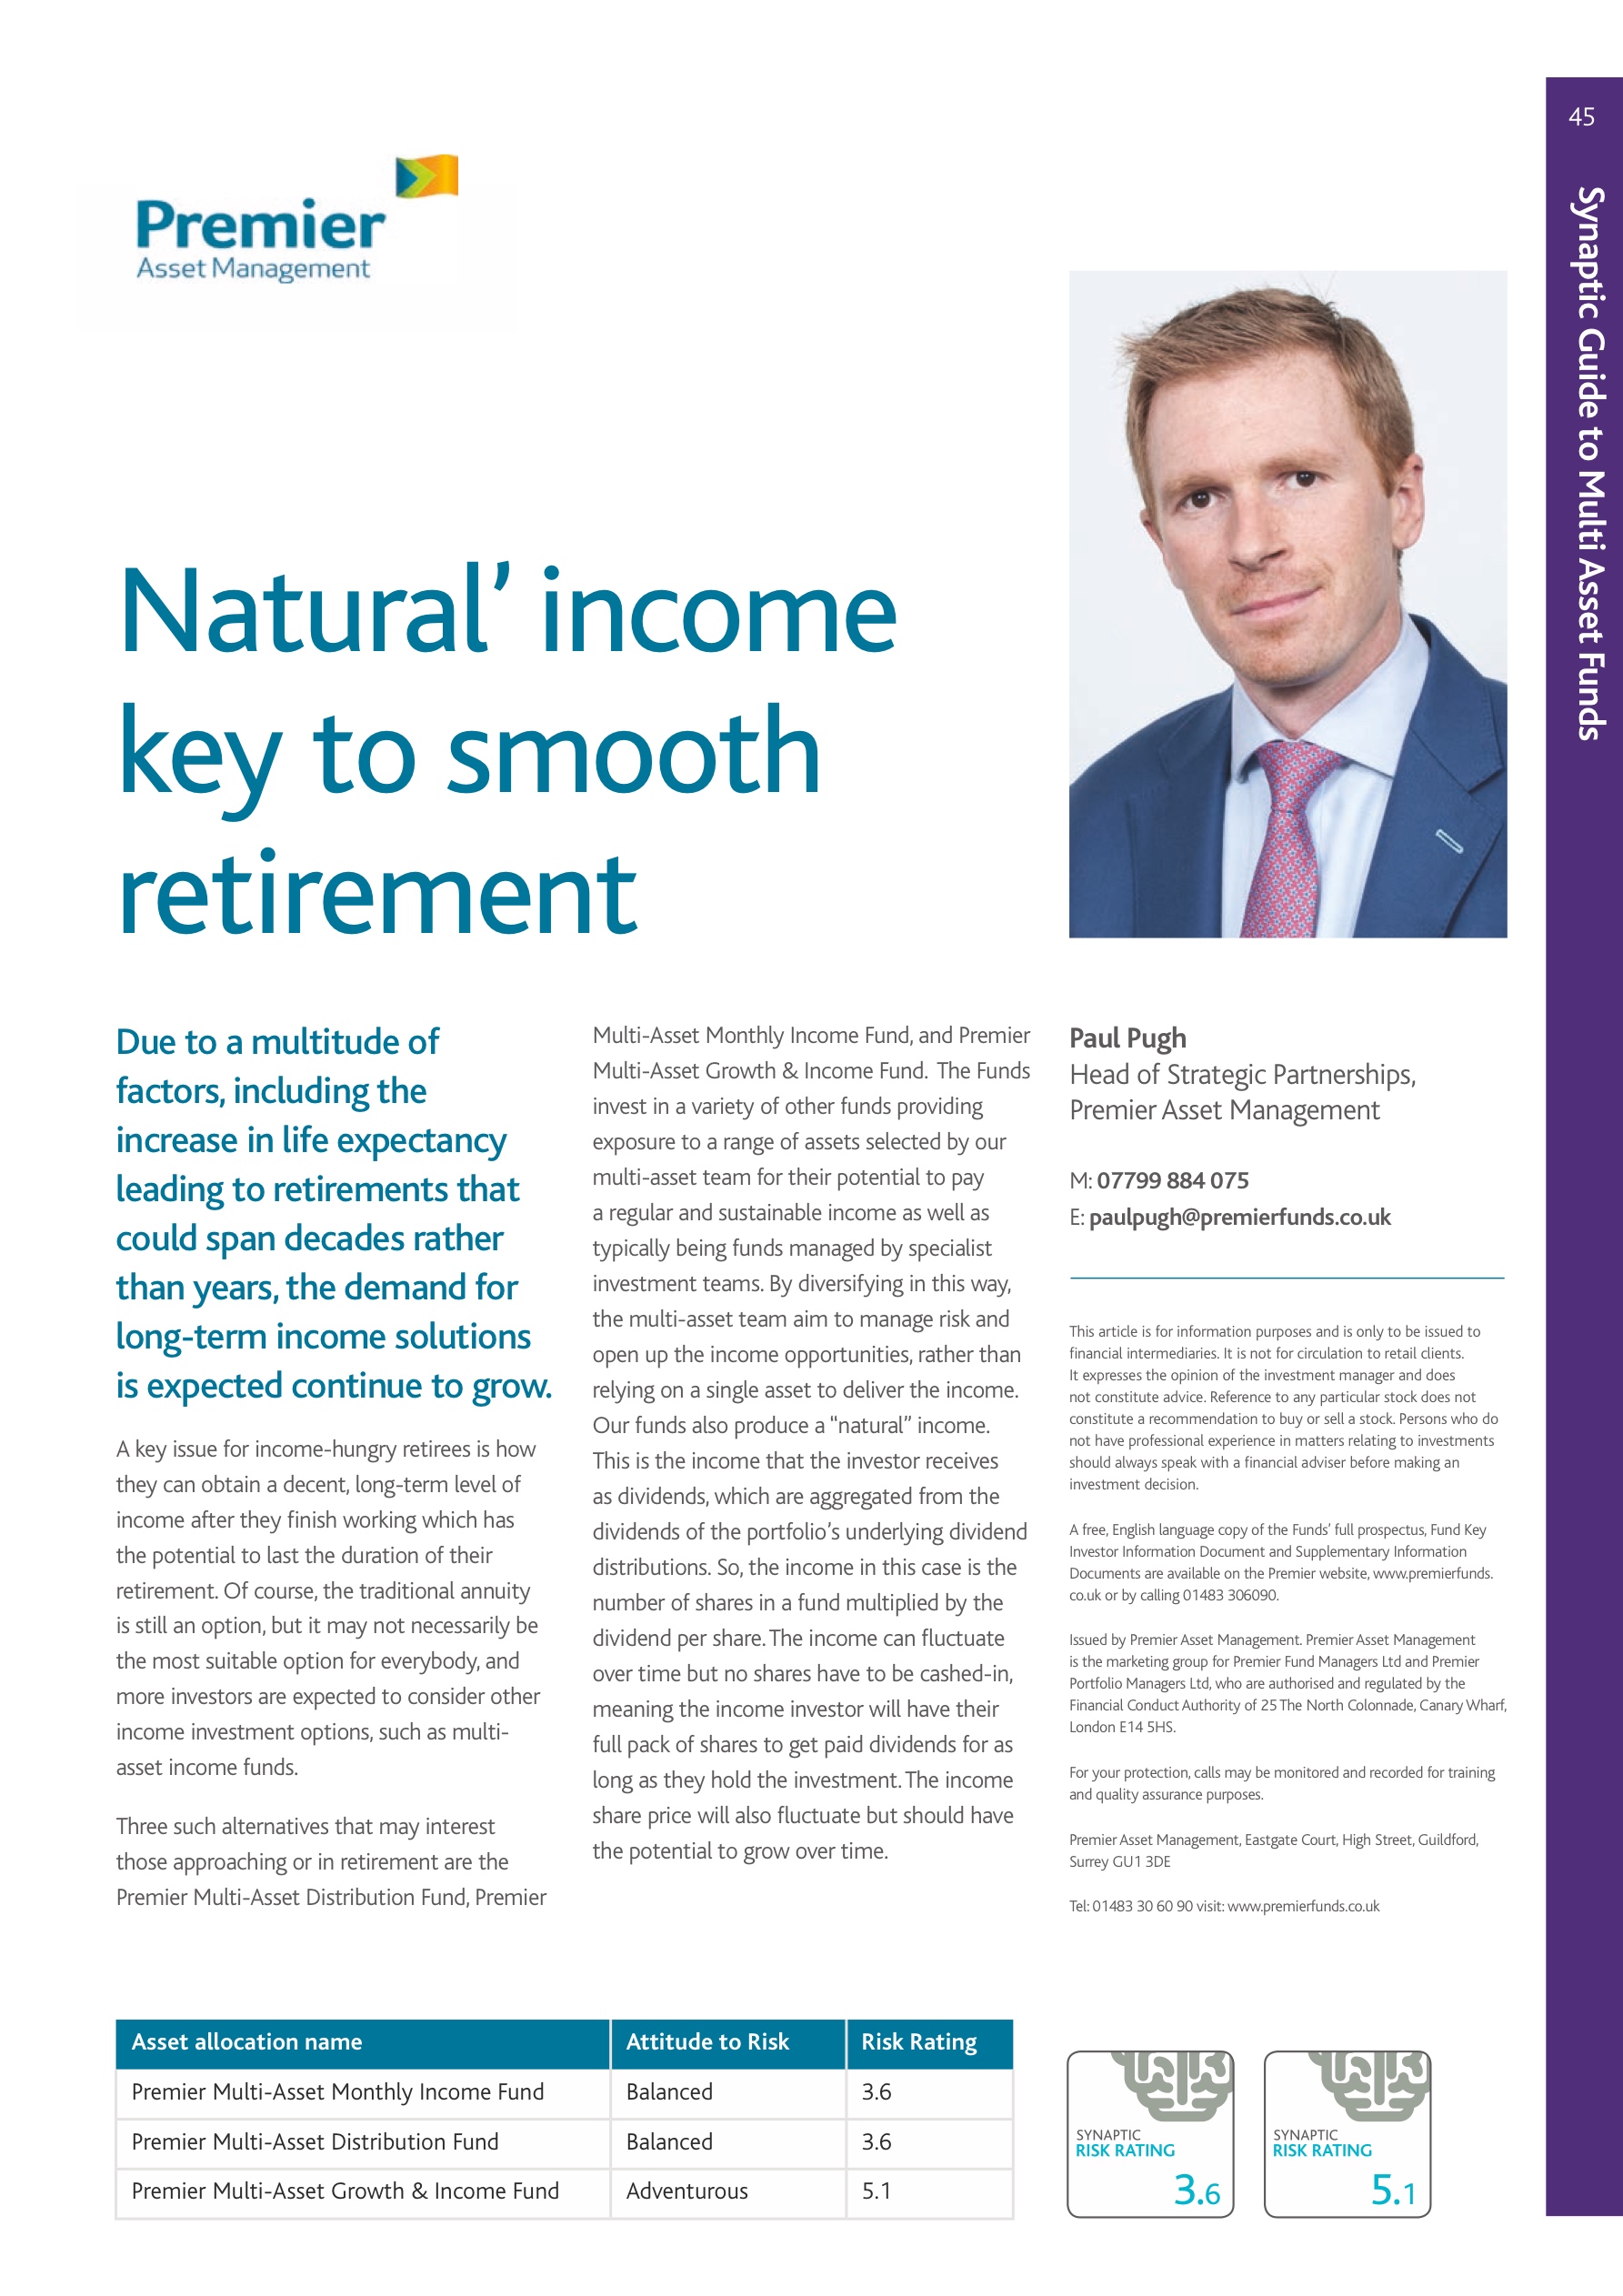 45
Synaptic Guide to Multi Asset Funds
Premier
Asset Management
Natural’ income
key to smooth
retirement
Due to a multitude of
factors, including the
increase in life expectancy
leading to retirements that
could span decades rather
than years, the demand for
long-term income solutions
is expected continue to grow.
A key issue for income-hungry retirees is how
they can obtain a decent, long-term level of
income after they finish working which has
the potential to last the duration of their
retirement. Of course, the traditional annuity
is still an option, but it may not necessarily be
the most suitable option for everybody, and
more investors are expected to consider other
income investment options, such as multi-
asset income funds.
Three such alternatives that may interest
those approaching or in retirement are the
Premier Multi-Asset Distribution Fund, Premier
Multi-Asset Monthly Income Fund, and Premier
Multi-Asset Growth & Income Fund. The Funds
invest in a variety of other funds providing
exposure to a range of assets selected by our
multi-asset team for their potential to pay
a regular and sustainable income as well as
typically being funds managed by specialist
investment teams. By diversifying in this way,
the multi-asset team aim to manage risk and
open up the income opportunities, rather than
relying on a single asset to deliver the income.
Our funds also produce a “natural” income.
This is the income that the investor receives
as dividends, which are aggregated from the
dividends of the portfolio’s underlying dividend
distributions. So, the income in this case is the
number of shares in a fund multiplied by the
dividend per share. The income can fluctuate
over time but no shares have to be cashed-in,
meaning the income investor will have their
full pack of shares to get paid dividends for as
long as they hold the investment. The income
share price will also fluctuate but should have
the potential to grow over time.
Paul Pugh
Head of Strategic Partnerships,
Premier Asset Management
M: 07799 884 075
E: paulpugh@premierfunds.co.uk
This article is for information purposes and is only to be issued to
financial intermediaries. It is not for circulation to retail clients.
It expresses the opinion of the investment manager and does
not constitute advice. Reference to any particular stock does not
constitute a recommendation to buy or sell a stock. Persons who do
not have professional experience in matters relating to investments
should always speak with a financial adviser before making an
investment decision.
A free, English language copy of the Funds’ full prospectus, Fund Key
Investor Information Document and Supplementary Information
Documents are available on the Premier website, www.premierfunds.
co.uk or by calling 01483 306090.
Issued by Premier Asset Management. Premier Asset Management
is the marketing group for Premier Fund Managers Ltd and Premier
Portfolio Managers Ltd, who are authorised and regulated by the
Financial Conduct Authority of 25 The North Colonnade, Canary Wharf,
London E14 5HS.
For your protection, calls may be monitored and recorded for training
and quality assurance purposes.
Premier Asset Management, Eastgate Court, High Street, Guildford,
Surrey GU1 3DE
Tel: 01483 30 60 90 visit: www.premierfunds.co.uk
Asset allocation name Attitude to Risk Risk Rating
Premier Multi-Asset Monthly Income Fund Balanced 3.6
Premier Multi-Asset Distribution Fund Balanced 3.6
Premier Multi-Asset Growth & Income Fund Adventurous 5.1
SYNAPTIC
RISK RATING
3.6
SYNAPTIC
RISK RATING
5.1